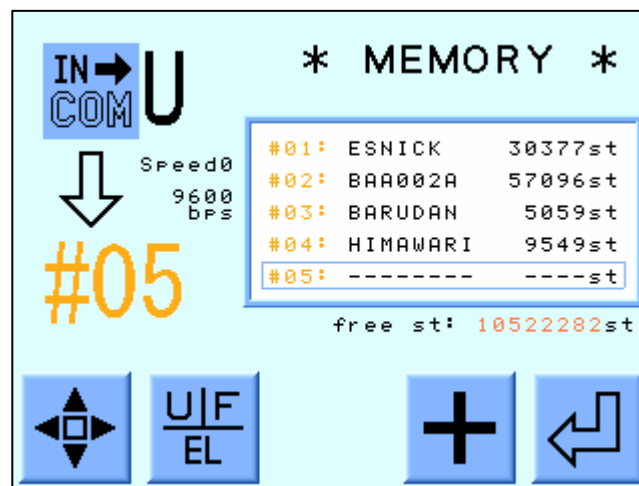 IN
COM
U
* MEMORY *
Speed0
9600
bps
#05
#01: ESNICK 30377st
#02: BAA002A 57096st
#03: BARUDAN 5059st
#04: HIMAWARI 9549st
#05: -------- ----st
free st: 10522282st
U|F
EL